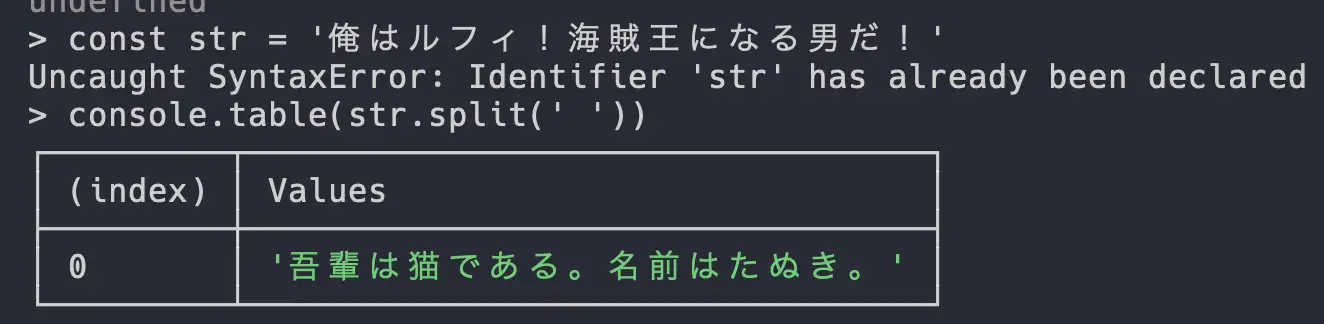 undefined
> const str = '俺はルフィ！海賊王になる男だ！'
Uncaught SyntaxError: Identifier 'str' has already been declared
> console.table(str.split(' '))
(index) Values
0 '吾輩は猫である。名前はたぬき。'